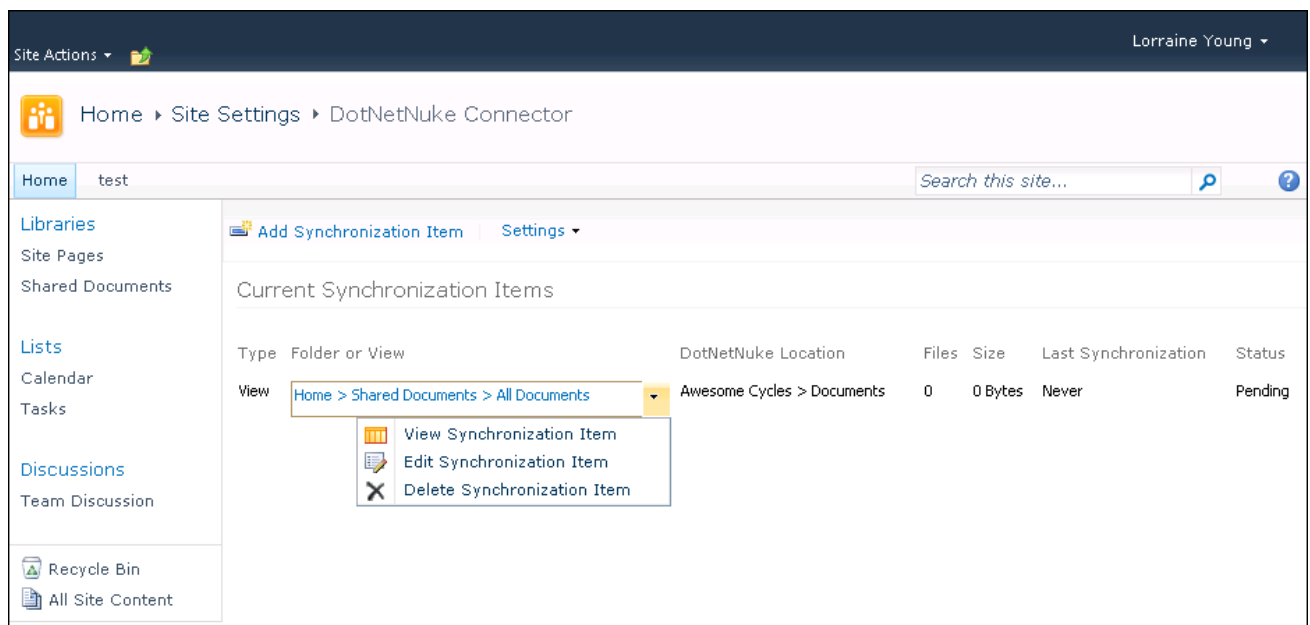 Lorraine Young
Site Actions
Home › Site Settings › DotNetNuke Connector
Home test Search this site...
Libraries
Site Pages
Shared Documents
Lists
Calendar
Tasks
Discussions
Team Discussion
Recycle Bin
All Site Content
Add Synchronization Item Settings
Current Synchronization Items
Type Folder or View DotNetNuke Location Files Size Last Synchronization Status
View Home > Shared Documents > All Documents Awesome Cycles > Documents 0 0 Bytes Never Pending
View Synchronization Item
Edit Synchronization Item
Delete Synchronization Item